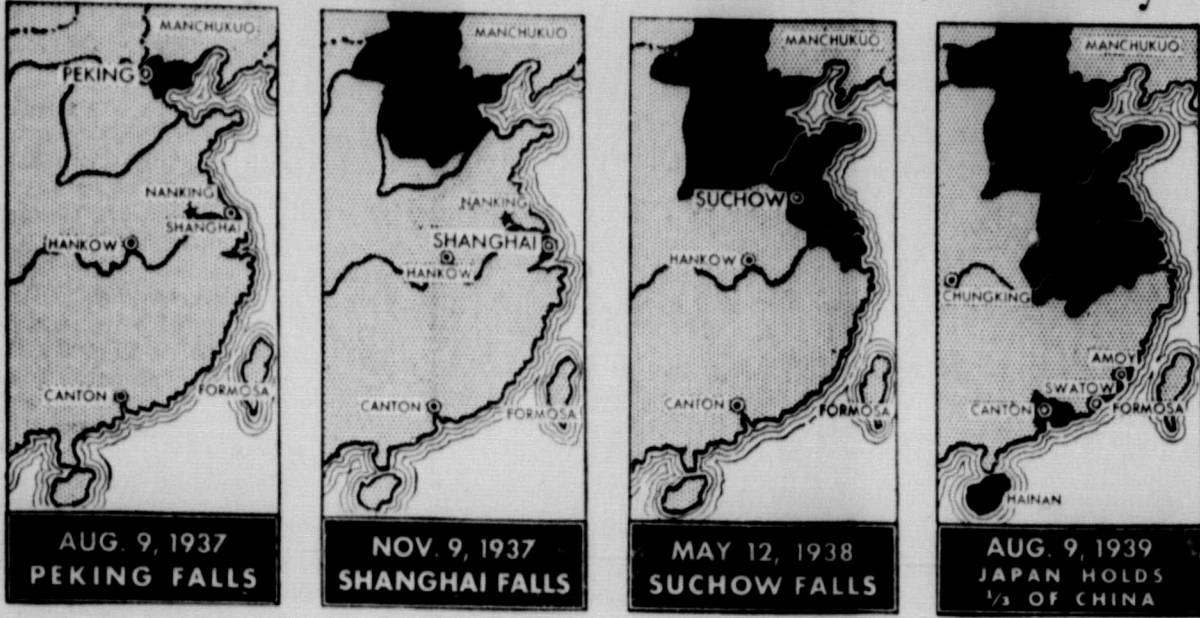 MANCHUKUO
PEKING
NANKING
SHANGHAI
HANKOW
CANTON
FORMOSA
AUG. 9, 1937
PEKING FALLS
MANCHUKUO
NANKING
SHANGHAI
HANKOW
CANTON
FORMOSA
NOV. 9, 1937
SHANGHAI FALLS
MANCHUKUO
SUCHOW
HANKOW
CANTON
FORMOSA
MAY 12, 1938
SUCHOW FALLS
MANCHUKUO
CHUNGKING
AMOY
SWATOW
CANTON
FORMOSA
HAINAN
AUG. 9, 1939
JAPAN HOLDS
1/3 OF CHINA